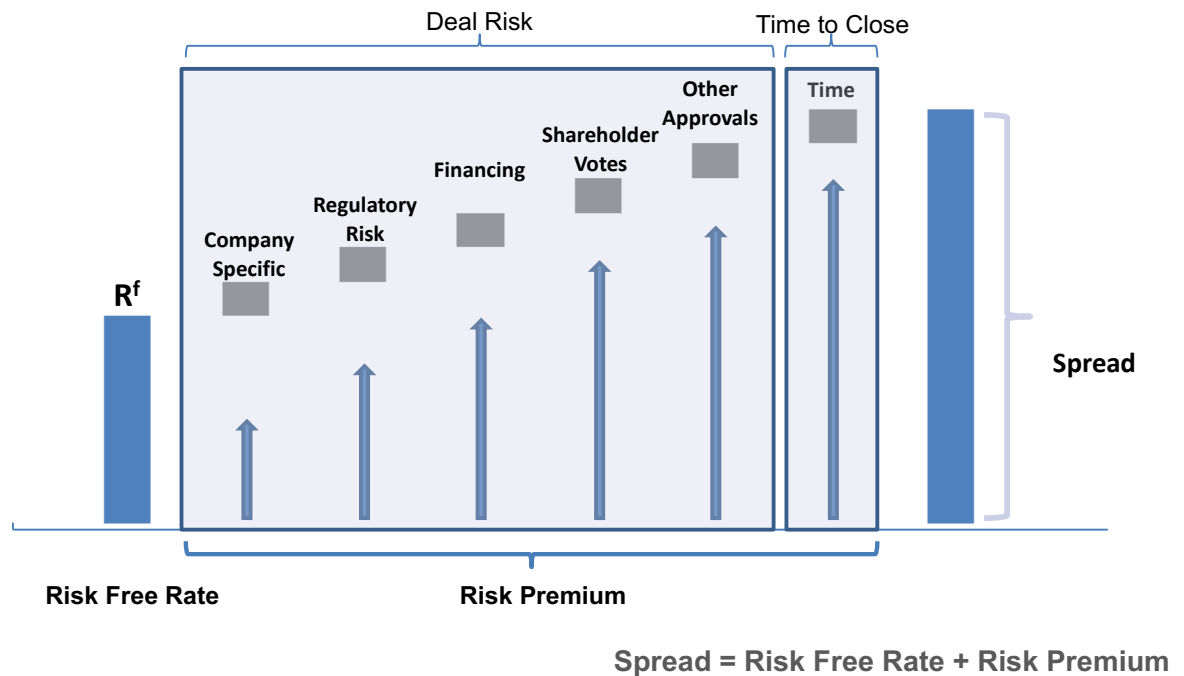 Deal Risk
Time to Close
Other
Approvals
Time
Shareholder
Votes
Financing
Regulatory
Risk
Company
Specific
Rf
Spread
Risk Free Rate
Risk Premium
Spread = Risk Free Rate + Risk Premium